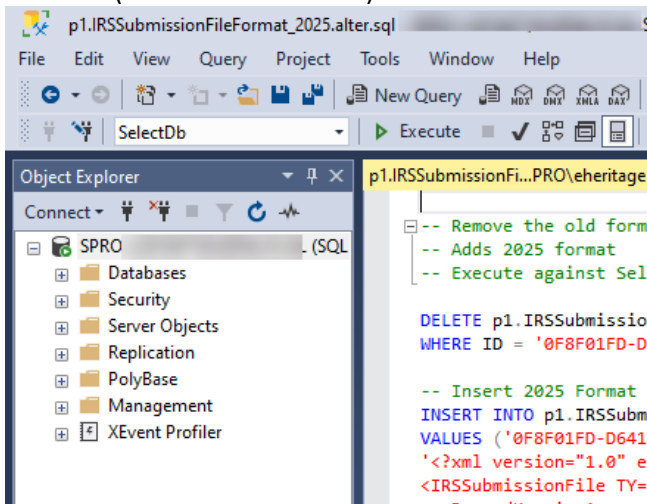 p1.IRSSubmissionFileFormat_2025.alter.sql
File Edit View Query Project Tools Window Help
New Query MDX DMX XMLA DAX
SelectDb Execute
Object Explorer
p1.IRSSubmissionFi...PRO\eheritage
Connect
SPRO (SQL
Databases
Security
Server Objects
Replication
PolyBase
Management
XEvent Profiler
-- Remove the old form
-- Adds 2025 format
-- Execute against Sel
DELETE p1.IRSSubmissio
WHERE ID = '0F8F01FD-D
-- Insert 2025 Format
INSERT INTO p1.IRSSubm
VALUES ('0F8F01FD-D641
'<?xml version="1.0" e
<IRSSubmissionFile TY=